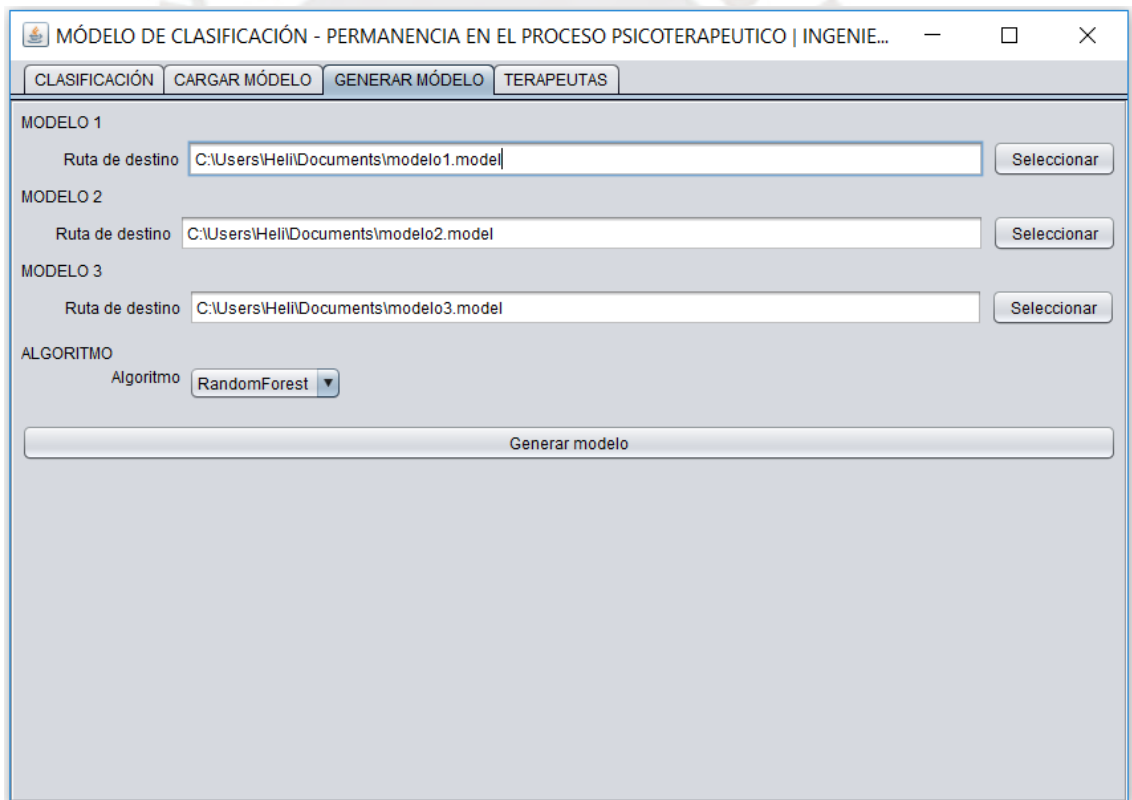 MÓDELO DE CLASIFICACIÓN - PERMANENCIA EN EL PROCESO PSICOTERAPEUTICO | INGENIE...
CLASIFICACIÓN CARGAR MÓDELO GENERAR MÓDELO TERAPEUTAS
MODELO 1
Ruta de destino C:\Users\Heli\Documents\modelo1.model Seleccionar
MODELO 2
Ruta de destino C:\Users\Heli\Documents\modelo2.model Seleccionar
MODELO 3
Ruta de destino C:\Users\Heli\Documents\modelo3.model Seleccionar
ALGORITMO
Algoritmo RandomForest
Generar modelo